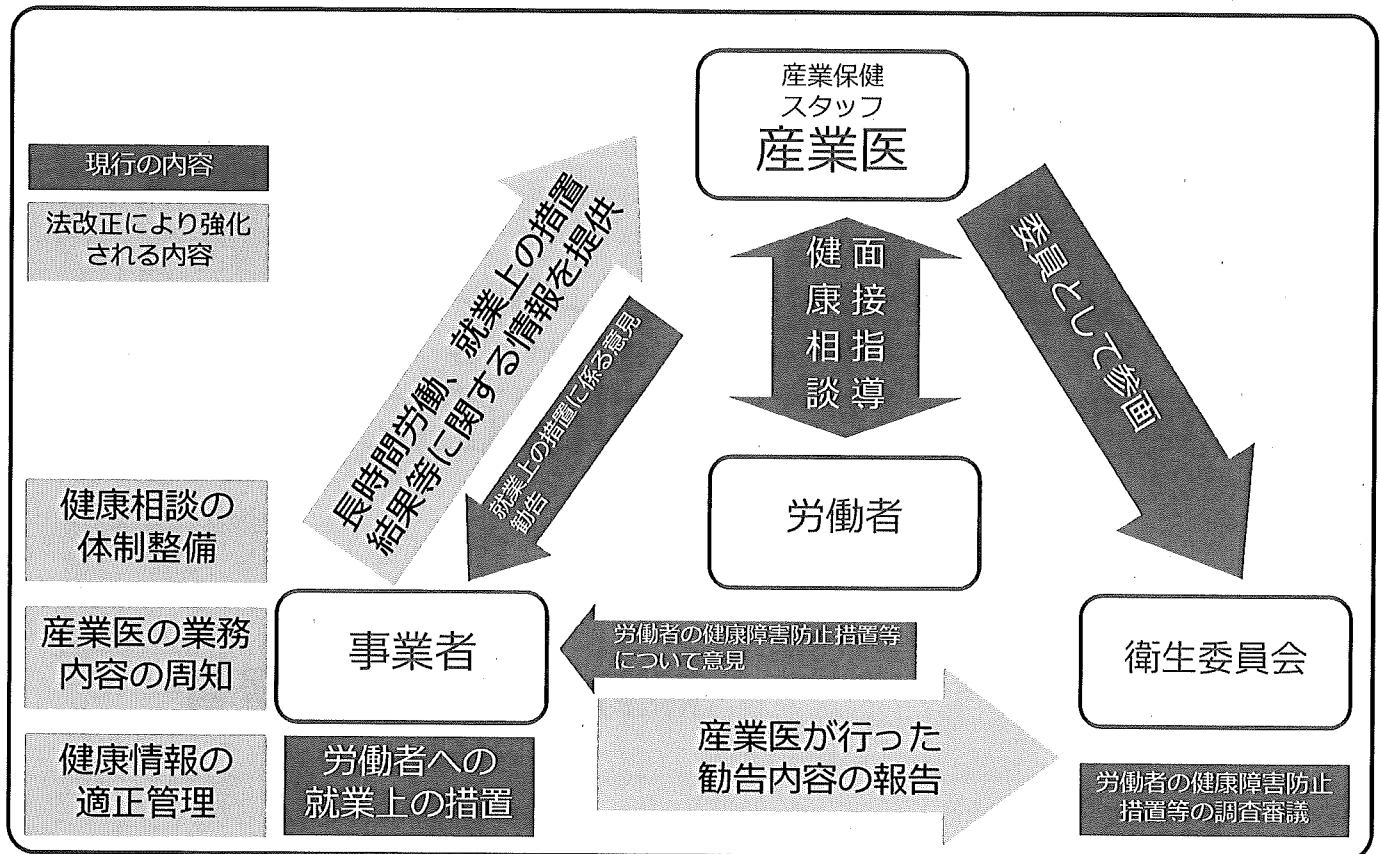 産業保健
スタッフ
産業医
現行の内容
法改正により強化
される内容
長時間労働、就業上の措置
結果等に関する情報を提供
就業上の措置に係る意見
勧告
面接指導
健康相談
委員として参画
労働者
健康相談の
体制整備
産業医の業務
内容の周知
健康情報の
適正管理
事業者
労働者への
就業上の措置
労働者の健康障害防止措置等
について意見
産業医が行った
勧告内容の報告
衛生委員会
労働者の健康障害防止
措置等の調査審議